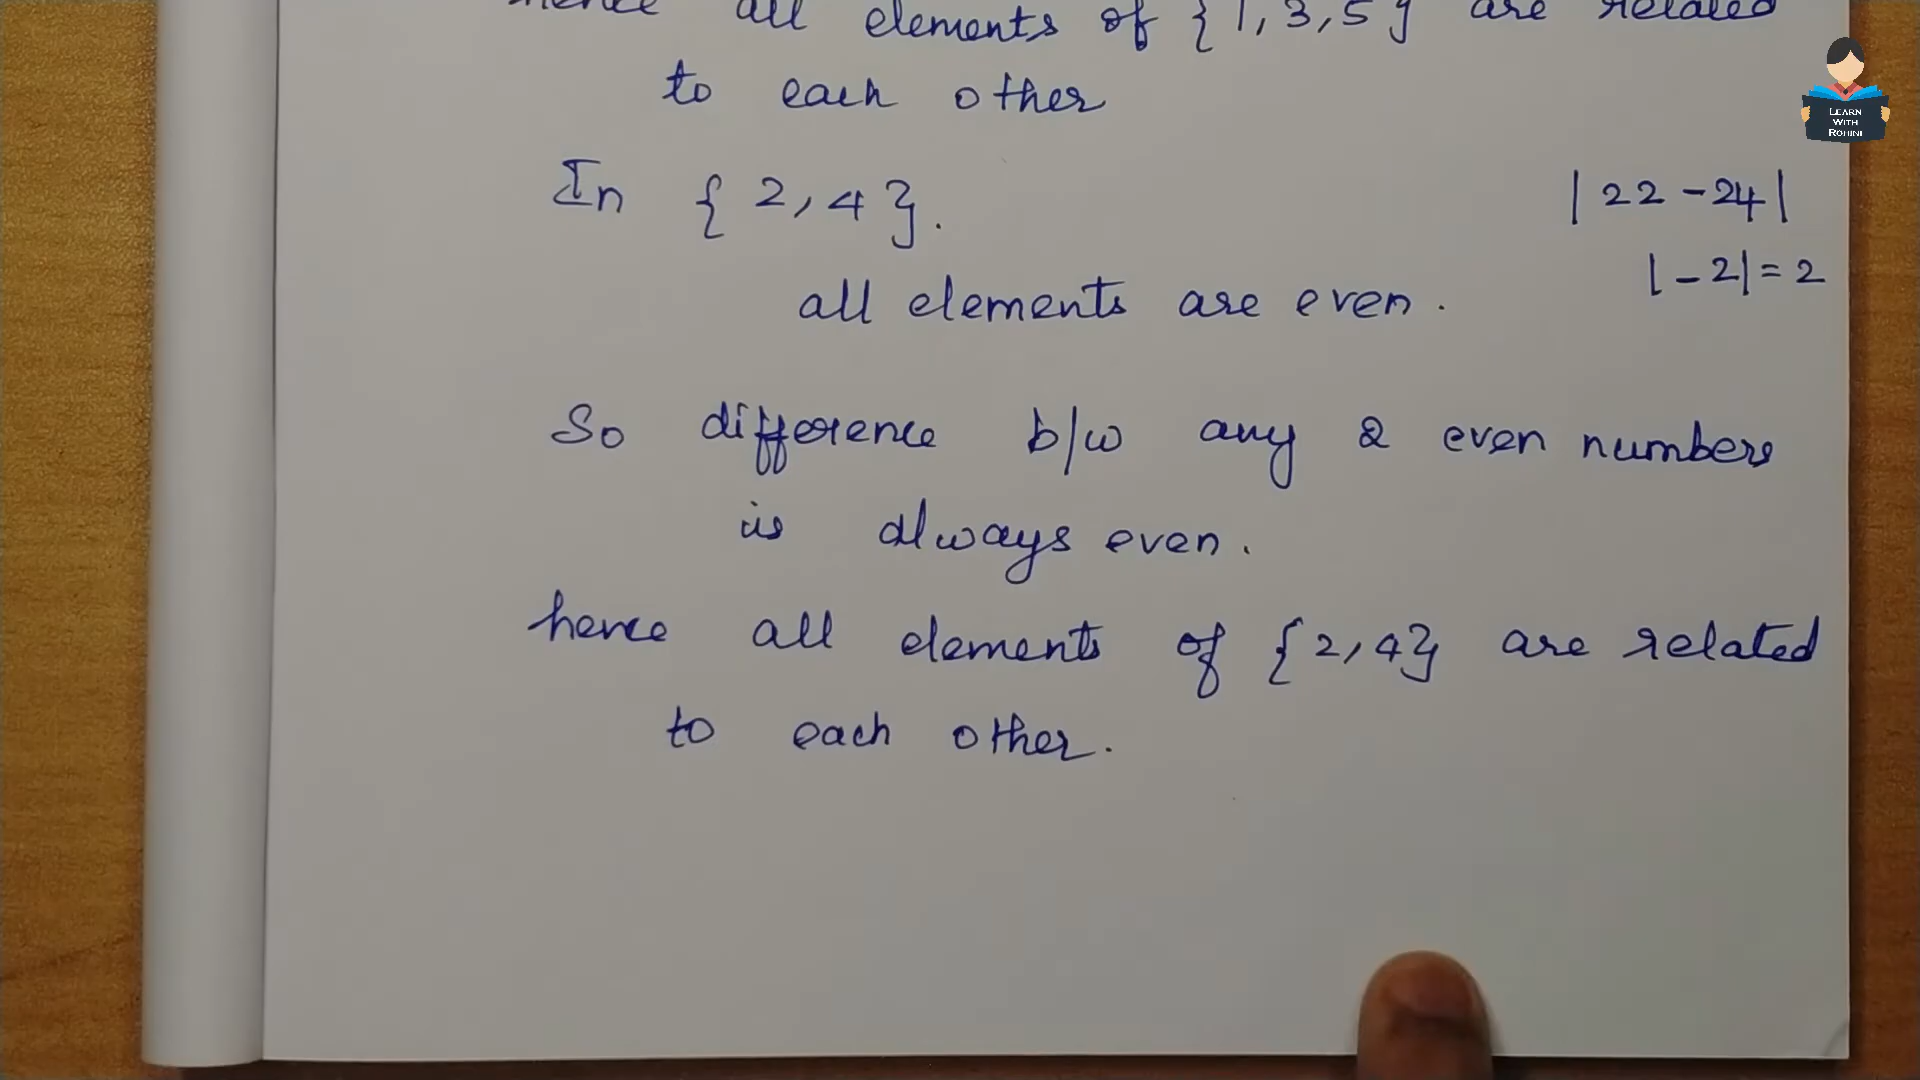 hence all elements of {1, 3, 5} are related
to each other
In { 2, 4 }.
| 22 - 24 |
| - 2 | = 2
all elements are even.
So difference b/w any 2 even numbers
is always even.
hence all elements of {2, 4} are related
to each other.
LEARN
WITH
ROHINI